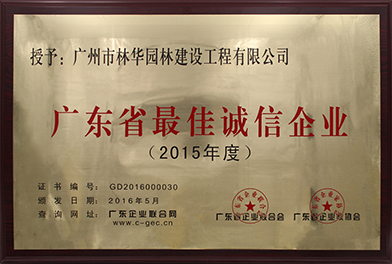 授予：广州市林华园林建设工程有限公司
广东省最佳诚信企业
（2015年度）
证书编号：GD2016000030
颁发日期：2016年5月
查询网址：广东企业联合网
www.c-gec.cn
广东省企业联合会 广东省企业家协会